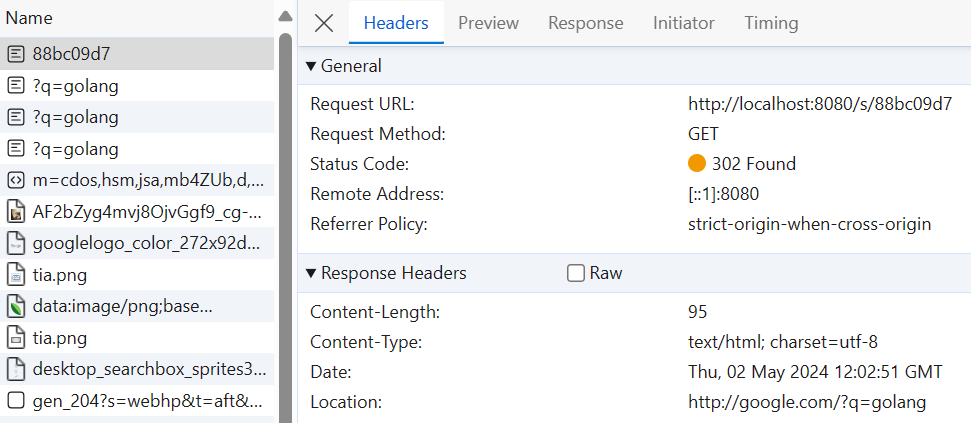 Name
88bc09d7
?q=golang
?q=golang
?q=golang
m=cdos,hsm,jsa,mb4ZUb,d,...
AF2bZyg4mvj8OjvGgf9_cg-...
googlelogo_color_272x92d...
tia.png
data:image/png;base...
tia.png
desktop_searchbox_sprites3...
gen_204?s=webhp&t=aft&...
Headers Preview Response Initiator Timing
General
Request URL: http://localhost:8080/s/88bc09d7
Request Method: GET
Status Code: 302 Found
Remote Address: [::1]:8080
Referrer Policy: strict-origin-when-cross-origin
Response Headers Raw
Content-Length: 95
Content-Type: text/html; charset=utf-8
Date: Thu, 02 May 2024 12:02:51 GMT
Location: http://google.com/?q=golang